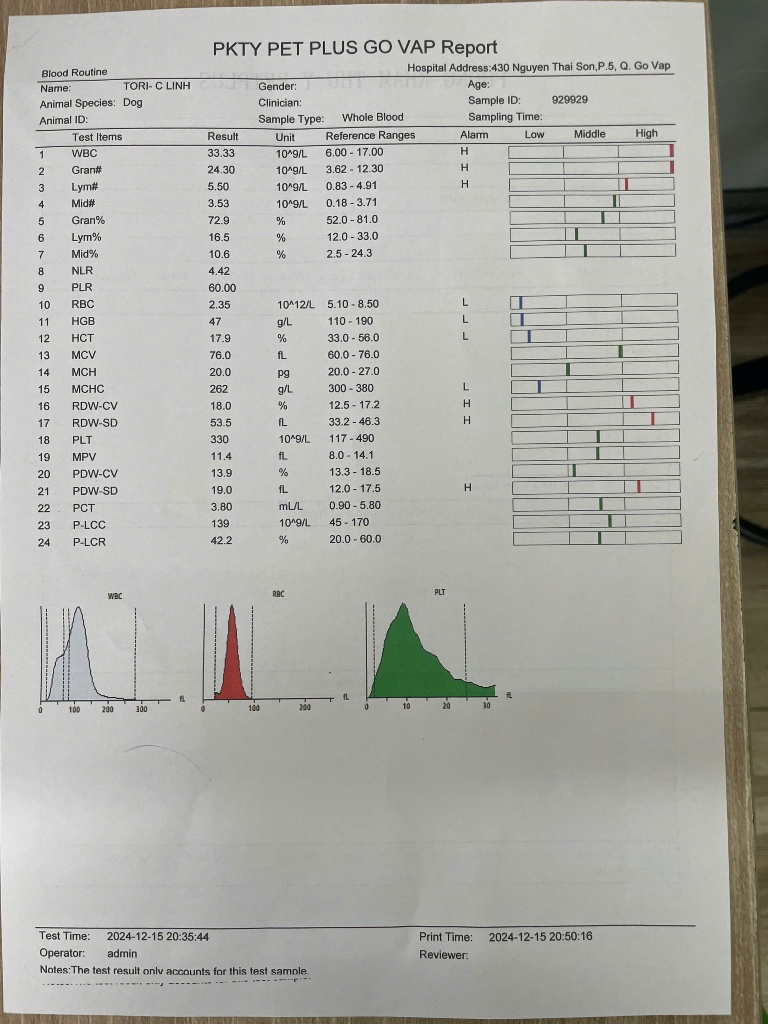 PKTY PET PLUS GO VAP Report
Blood Routine Hospital Address:430 Nguyen Thai Son,P.5, Q. Go Vap
Name: TORI- C LINH Gender: Age:
Animal Species: Dog Clinician: Sample ID: 929929
Animal ID: Sample Type: Whole Blood Sampling Time:
Test Items Result Unit Reference Ranges Alarm Low Middle High
1 WBC 33.33 10^9/L 6.00 - 17.00 H
2 Gran# 24.30 10^9/L 3.62 - 12.30 H
3 Lym# 5.50 10^9/L 0.83 - 4.91 H
4 Mid# 3.53 10^9/L 0.18 - 3.71
5 Gran% 72.9 % 52.0 - 81.0
6 Lym% 16.5 % 12.0 - 33.0
7 Mid% 10.6 % 2.5 - 24.3
8 NLR 4.42
9 PLR 60.00
10 RBC 2.35 10^12/L 5.10 - 8.50 L
11 HGB 47 g/L 110 - 190 L
12 HCT 17.9 % 33.0 - 56.0 L
13 MCV 76.0 fL 60.0 - 76.0
14 MCH 20.0 pg 20.0 - 27.0
15 MCHC 262 g/L 300 - 380 L
16 RDW-CV 18.0 % 12.5 - 17.2 H
17 RDW-SD 53.5 fL 33.2 - 46.3 H
18 PLT 330 10^9/L 117 - 490
19 MPV 11.4 fL 8.0 - 14.1
20 PDW-CV 13.9 % 13.3 - 18.5
21 PDW-SD 19.0 fL 12.0 - 17.5 H
22 PCT 3.80 mL/L 0.90 - 5.80
23 P-LCC 139 10^9/L 45 - 170
24 P-LCR 42.2 % 20.0 - 60.0
WBC RBC PLT
0 100 200 300 fL 0 100 200 fL 0 10 20 30 fL
Test Time: 2024-12-15 20:35:44 Print Time: 2024-12-15 20:50:16
Operator: admin Reviewer:
Notes:The test result only accounts for this test sample.